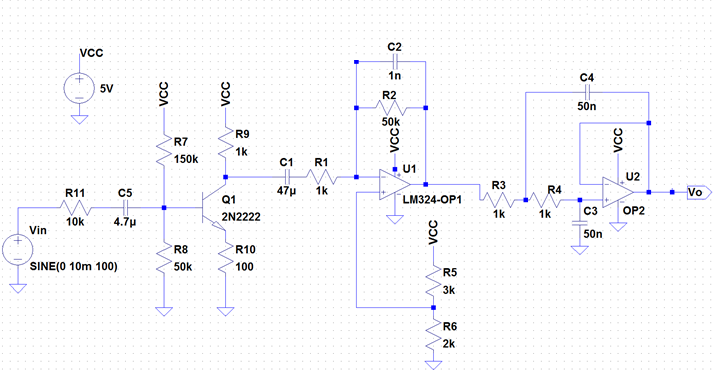 VCC
5V
Vin
SINE(0 10m 100)
R11
10k
C5
4.7µ
VCC
R7
150k
R8
50k
VCC
R9
1k
Q1
2N2222
R10
100
C1
47µ
R1
1k
C2
1n
R2
50k
VCC
U1
LM324-OP1
VCC
R5
3k
R6
2k
R3
1k
R4
1k
C4
50n
C3
50n
VCC
U2
OP2
Vo